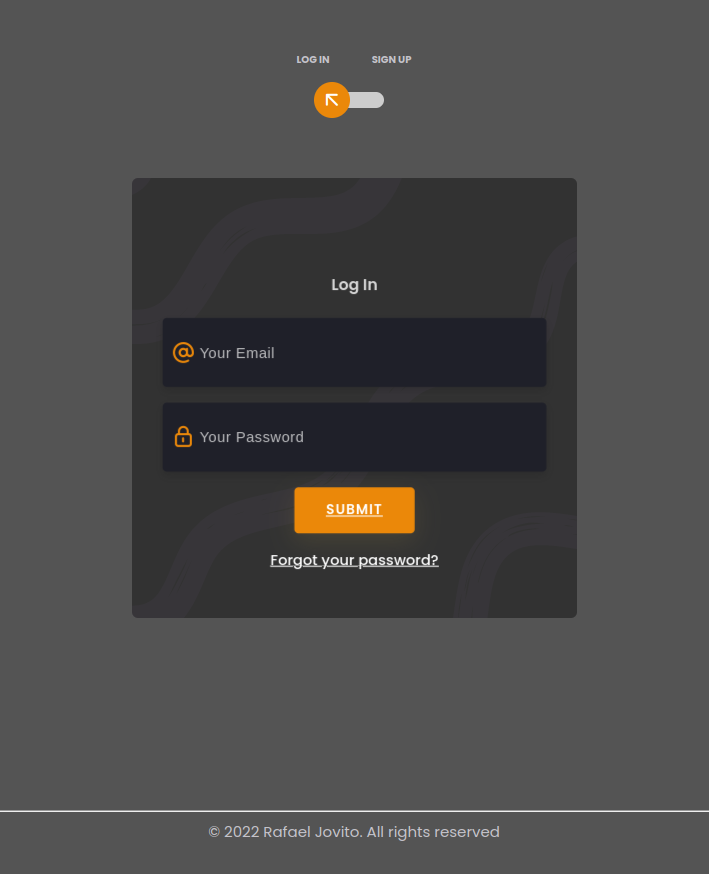 LOG IN SIGN UP
Log In
Your Email
Your Password
SUBMIT
Forgot your password?
© 2022 Rafael Jovito. All rights reserved